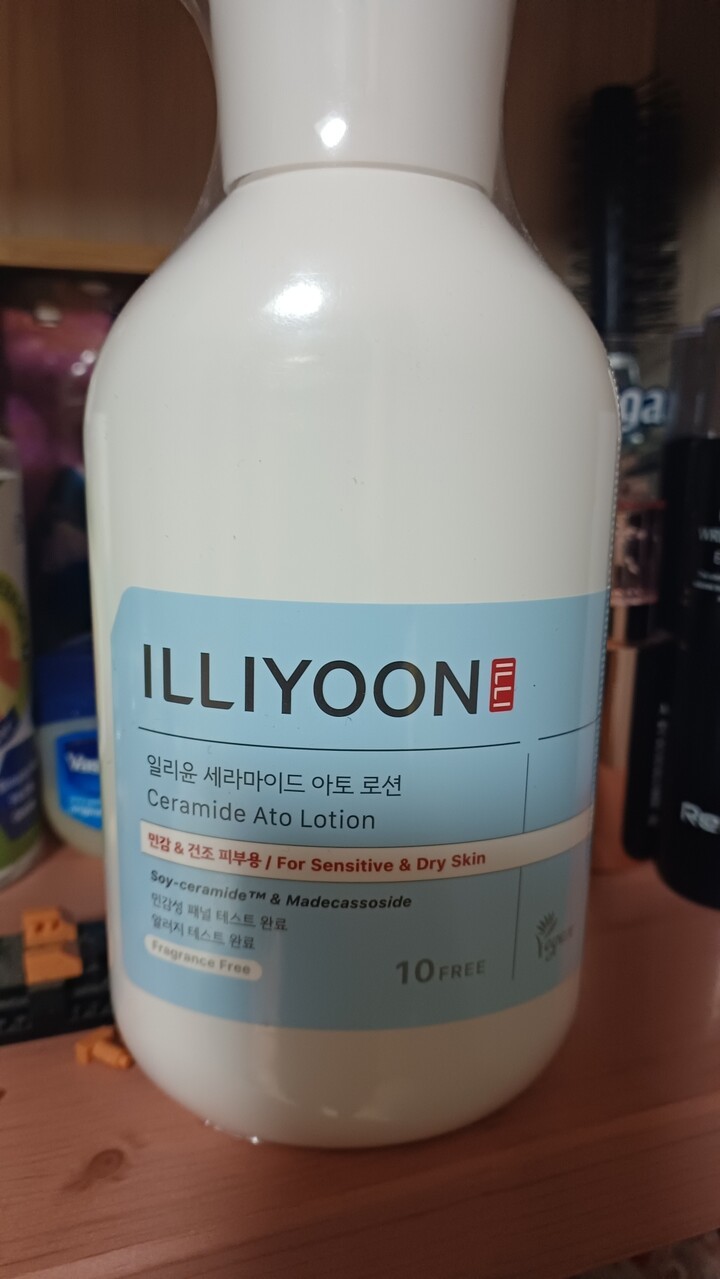 ILLIYOON ILLI
일리윤 세라마이드 아토 로션
Ceramide Ato Lotion
민감 & 건조 피부용 / For Sensitive & Dry Skin
Soy-ceramide™ & Madecassoside
민감성 패널 테스트 완료
알러지 테스트 완료
Fragrance Free
10 FREE
Vegan